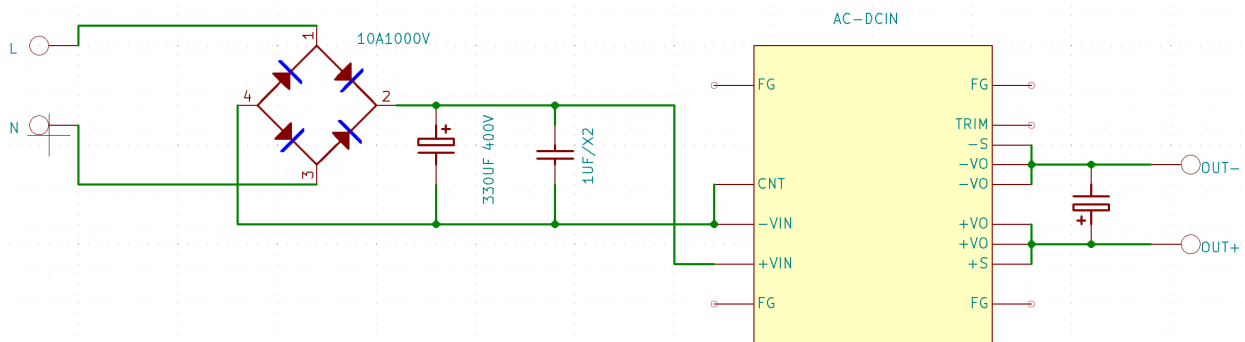 AC-DCIN
L
1
10A1000V
4
2
N
3
330UF 400V
1UF/X2
FG
CNT
-VIN
+VIN
FG
FG
TRIM
-S
-VO
-VO
+VO
+VO
+S
FG
+
+
OUT-
OUT+